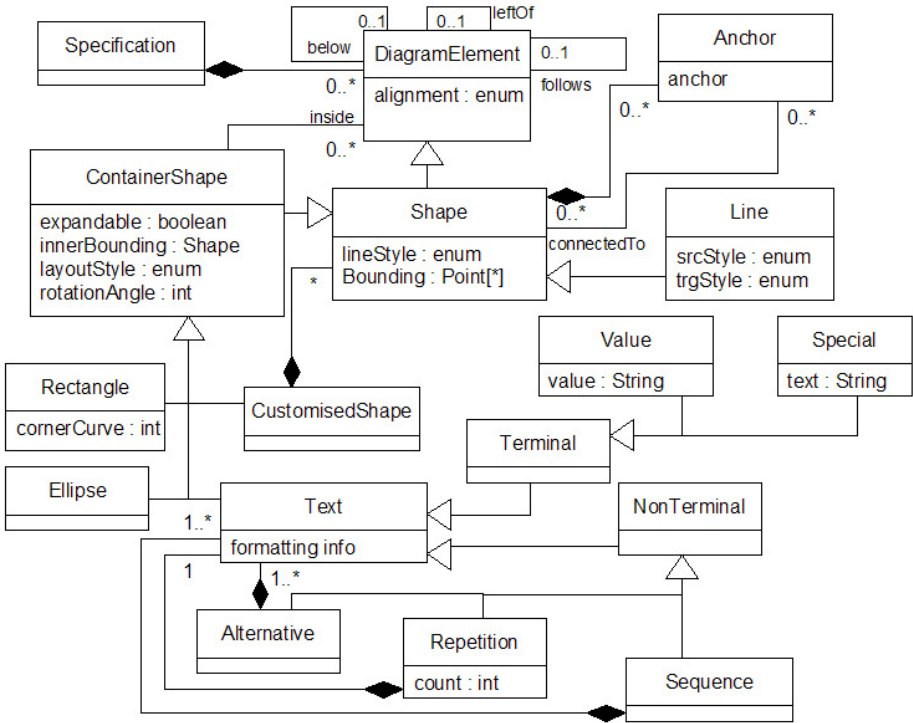 0..1
0..1
leftOf
Specification
below
DiagramElement
0..1
Anchor
0..*
alignment : enum
follows
anchor
inside
0..*
0..*
0..*
ContainerShape
expandable : boolean
innerBounding : Shape
layoutStyle : enum
rotationAngle : int
Shape
0..*
lineStyle : enum
Bounding : Point[*]
connectedTo
Line
srcStyle : enum
trgStyle : enum
*
Value
value : String
Special
text : String
Rectangle
cornerCurve : int
CustomisedShape
Terminal
Ellipse
1..*
Text
formatting info
NonTerminal
1
1..*
Alternative
Repetition
count : int
Sequence